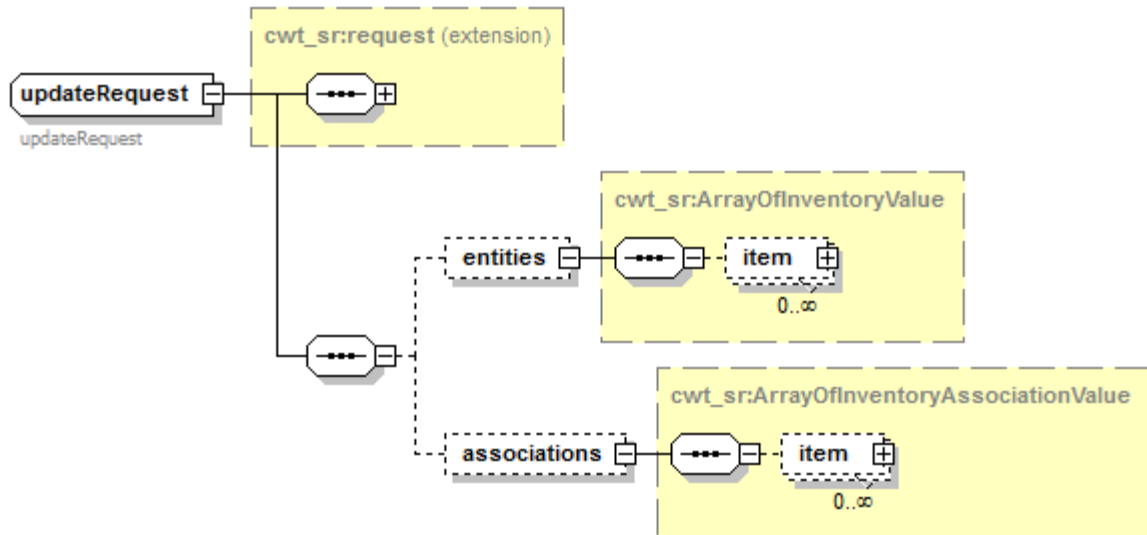 cwt_sr:request (extension)
updateRequest
updateRequest
cwt_sr:ArrayOfInventoryValue
entities
item
0..∞
cwt_sr:ArrayOfInventoryAssociationValue
associations
item
0..∞